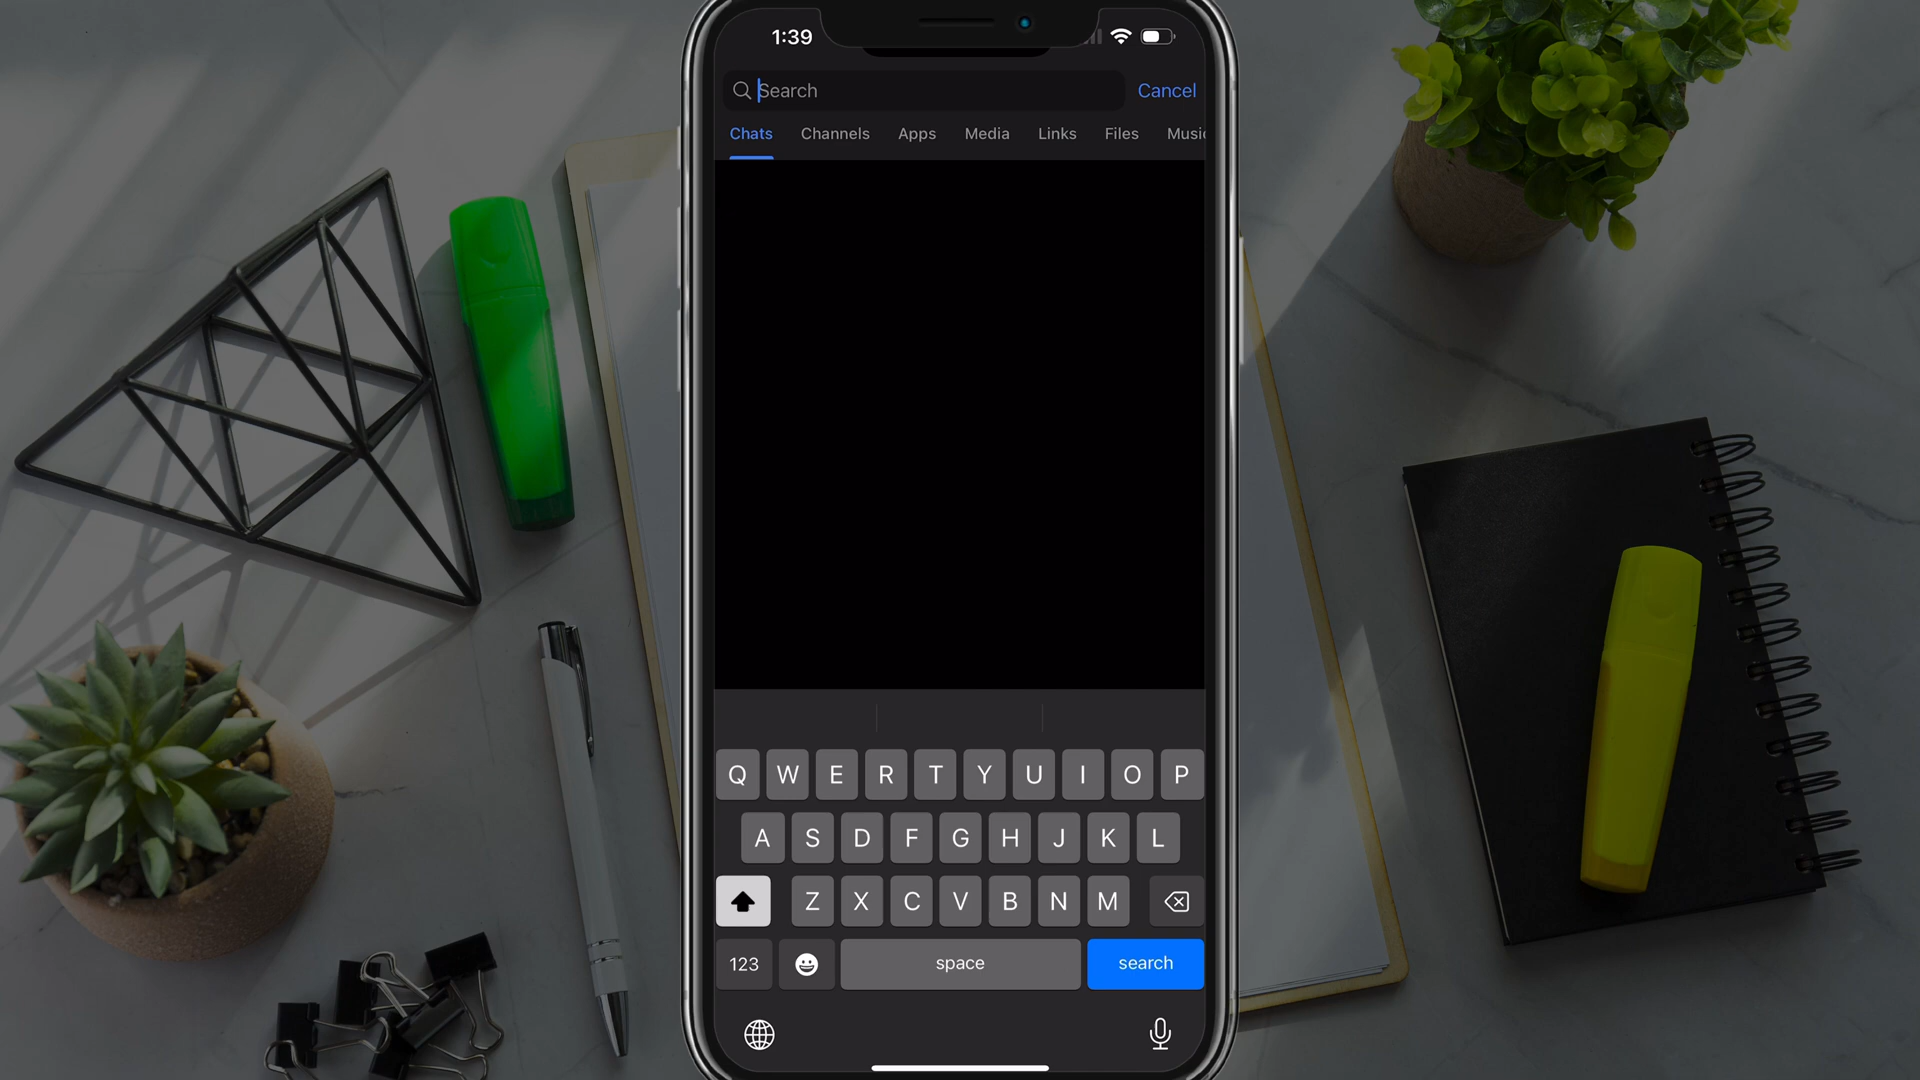 1:39
Search
Cancel
Chats Channels Apps Media Links Files Music
Q W E R T Y U I O P
A S D F G H J K L
Z X C V B N M
123 space search